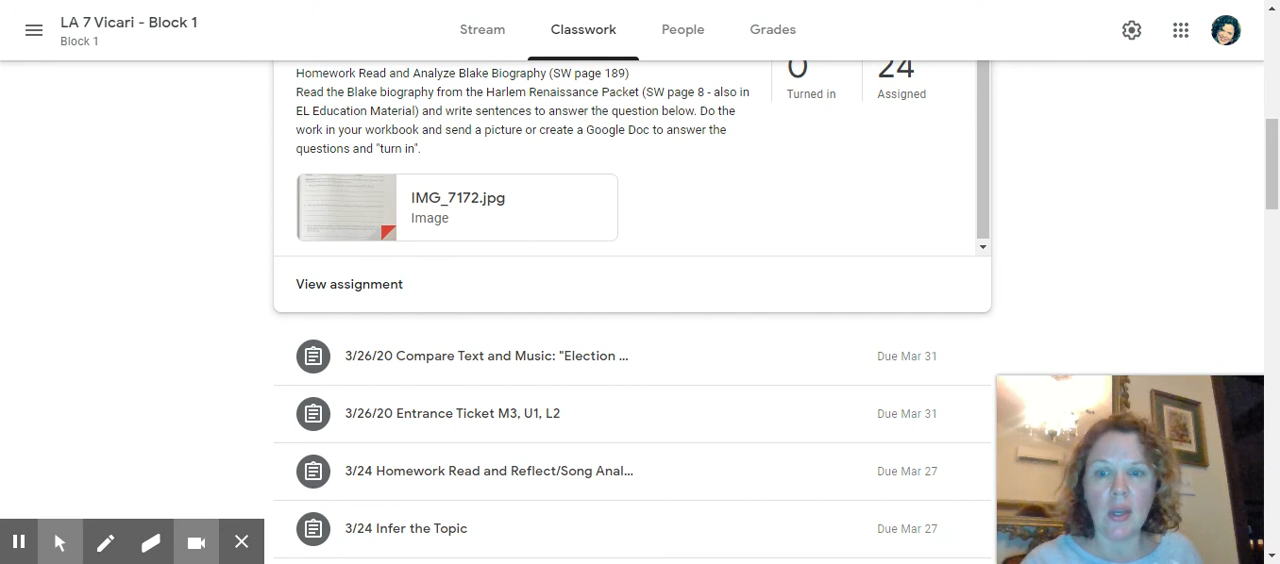 LA 7 Vicari - Block 1
Block 1
Stream
Classwork
People
Grades
Homework Read and Analyze Blake Biography (SW page 189)
Read the Blake biography from the Harlem Renaissance Packet (SW page 8 - also in
EL Education Material) and write sentences to answer the question below. Do the
work in your workbook and send a picture or create a Google Doc to answer the
questions and "turn in".
0
Turned in
24
Assigned
IMG_7172.jpg
Image
View assignment
3/26/20 Compare Text and Music: "Election ...
Due Mar 31
3/26/20 Entrance Ticket M3, U1, L2
Due Mar 31
3/24 Homework Read and Reflect/Song Anal...
Due Mar 27
3/24 Infer the Topic
Due Mar 27